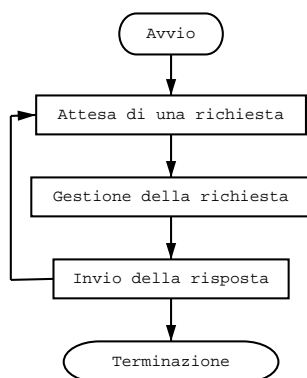 Avvio
Attesa di una richiesta
Gestione della richiesta
Invio della risposta
Terminazione